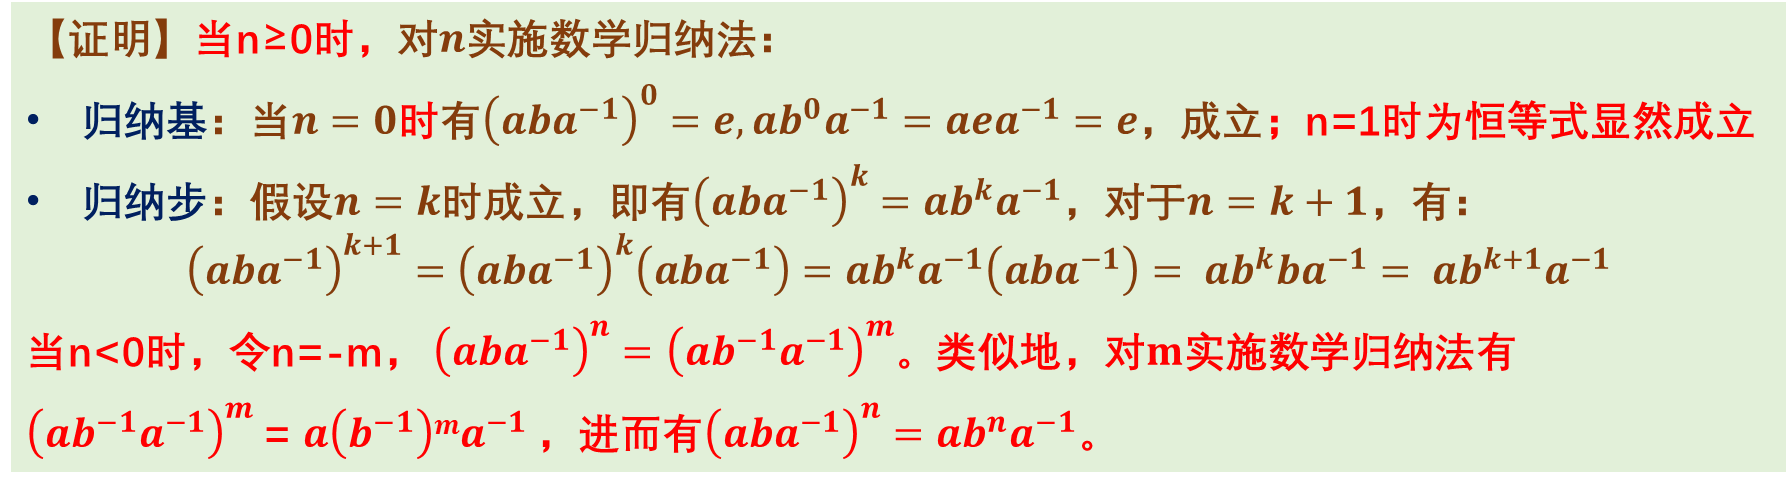 【证明】当n≥0时，对n实施数学归纳法：
• 归纳基：当n = 0时有(aba⁻¹)⁰ = e, ab⁰a⁻¹ = aea⁻¹ = e，成立；n=1时为恒等式显然成立
• 归纳步：假设n = k时成立，即有(aba⁻¹)ᵏ = abᵏa⁻¹，对于n = k + 1，有：
(aba⁻¹)ᵏ⁺¹ = (aba⁻¹)ᵏ(aba⁻¹) = abᵏa⁻¹(aba⁻¹) = abᵏba⁻¹ = abᵏ⁺¹a⁻¹
当n<0时，令n=-m，(aba⁻¹)ⁿ = (ab⁻¹a⁻¹)ᵐ。类似地，对m实施数学归纳法有
(ab⁻¹a⁻¹)ᵐ = a(b⁻¹)ᵐa⁻¹，进而有(aba⁻¹)ⁿ = abⁿa⁻¹。